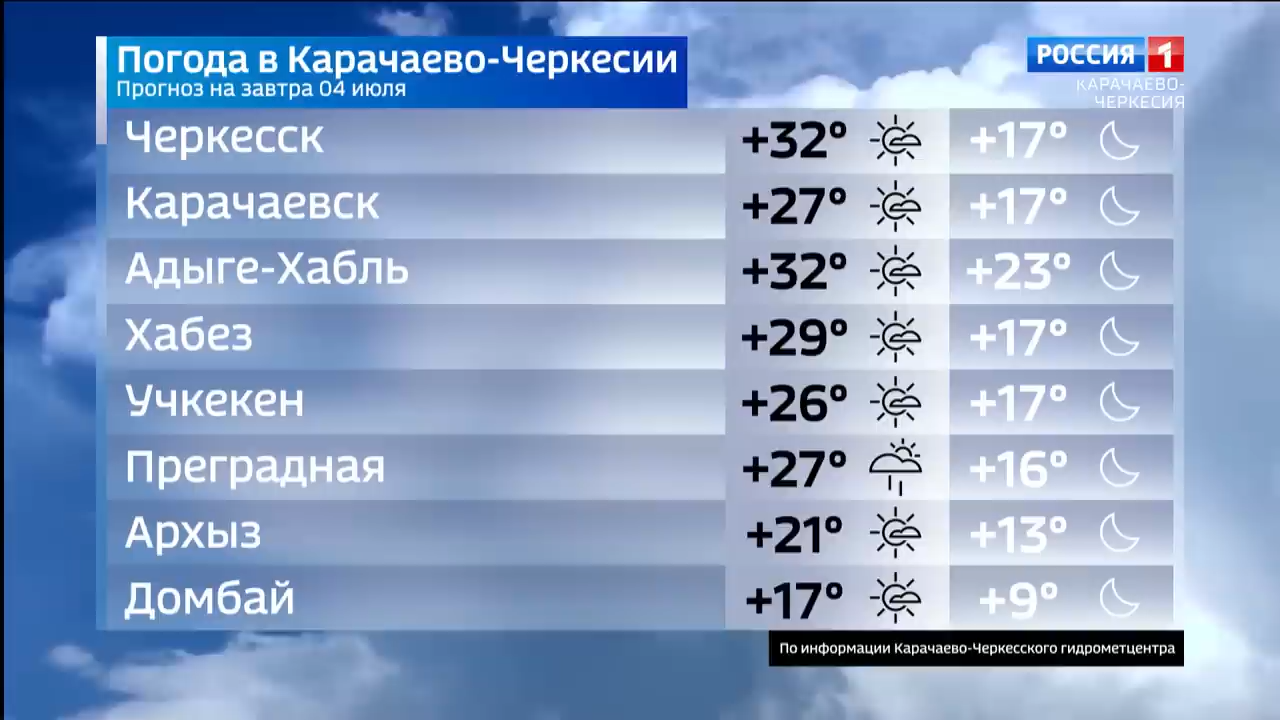 Погода в Карачаево-Черкесии
Прогноз на завтра 04 июля
РОССИЯ 1
КАРАЧАЕВО-
ЧЕРКЕСИЯ
Черкесск +32° +17°
Карачаевск +27° +17°
Адыге-Хабль +32° +23°
Хабез +29° +17°
Учкекен +26° +17°
Преградная +27° +16°
Архыз +21° +13°
Домбай +17° +9°
По информации Карачаево-Черкесского гидрометцентра